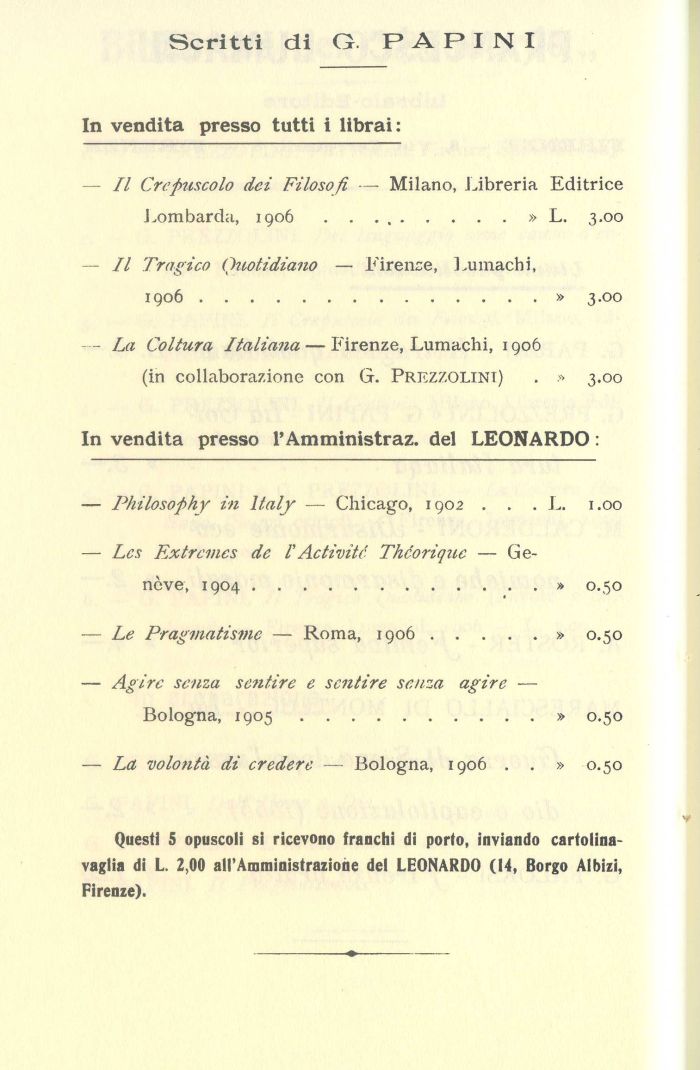 Scritti di G. PAPINI
In vendita presso tutti i librai:
— Il Crepuscolo dei Filosofi — Milano, Libreria Editrice
Lombarda, 1906 . . . . . . . . . » L. 3.00
— Il Tragico Quotidiano — Firenze, Lumachi,
1906 . . . . . . . . . . . . . . » 3.00
— La Coltura Italiana — Firenze, Lumachi, 1906
(in collaborazione con G. PREZZOLINI) . » 3.00
In vendita presso l'Amministraz. del LEONARDO:
— Philosophy in Italy — Chicago, 1902 . . . L. 1.00
— Les Extremes de l'Activité Théorique — Ge-
nève, 1904 . . . . . . . . . . . . » 0.50
— Le Pragmatisme — Roma, 1906 . . . . . » 0.50
— Agire senza sentire e sentire senza agire —
Bologna, 1905 . . . . . . . . . . » 0.50
— La volontà di credere — Bologna, 1906 . . » 0.50
Questi 5 opuscoli si ricevono franchi di porto, inviando cartolina-
vaglia di L. 2,00 all'Amministrazione del LEONARDO (14, Borgo Albizi,
Firenze).